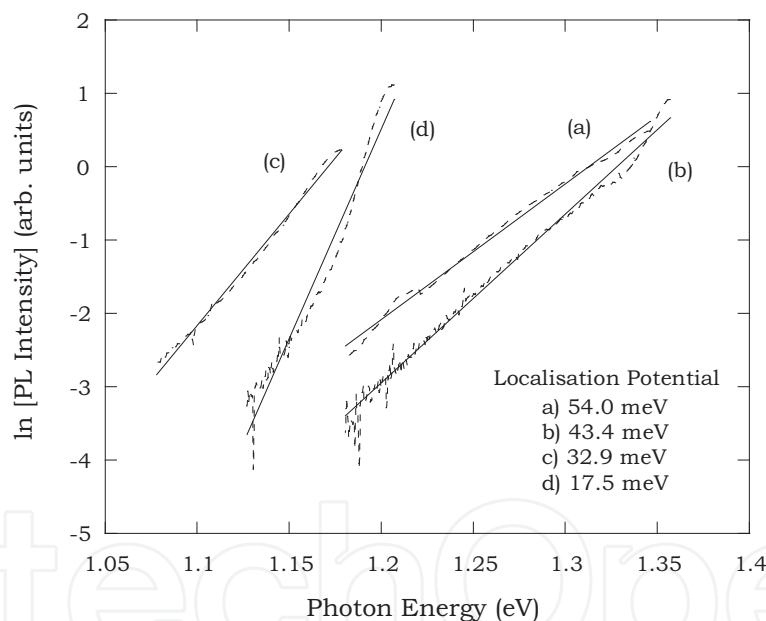 2
1
0
-1
-2
-3
-4
-5
ln [PL Intensity] (arb. units)
(a)
(b)
(c)
(d)
Localisation Potential
a) 54.0 meV
b) 43.4 meV
c) 32.9 meV
d) 17.5 meV
1.05 1.1 1.15 1.2 1.25 1.3 1.35 1.4
Photon Energy (eV)
techOpe